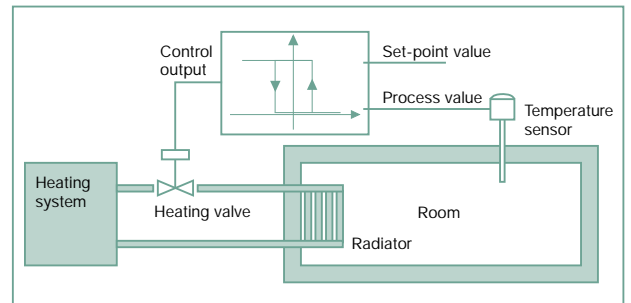 Control
output
Set-point value
Process value
Temperature
sensor
Heating
system
Heating valve
Room
Radiator